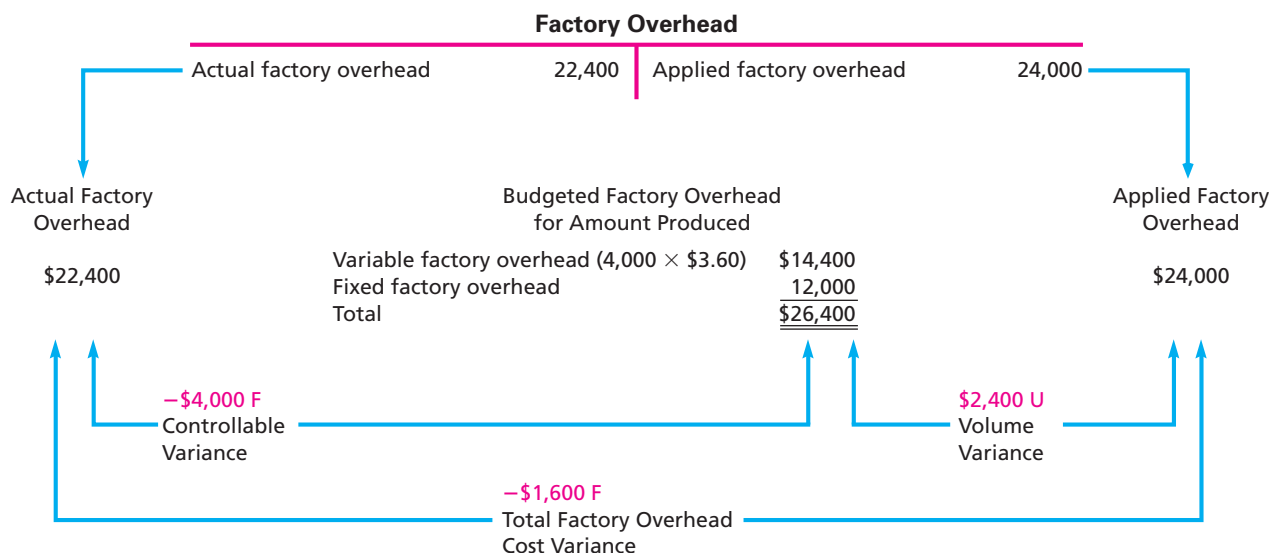 Factory Overhead
Actual factory overhead 22,400 Applied factory overhead 24,000
Actual Factory
Overhead
$22,400
Budgeted Factory Overhead
for Amount Produced
Variable factory overhead (4,000 × $3.60) $14,400
Fixed factory overhead 12,000
Total $26,400
Applied Factory
Overhead
$24,000
−$4,000 F
Controllable
Variance
$2,400 U
Volume
Variance
−$1,600 F
Total Factory Overhead
Cost Variance